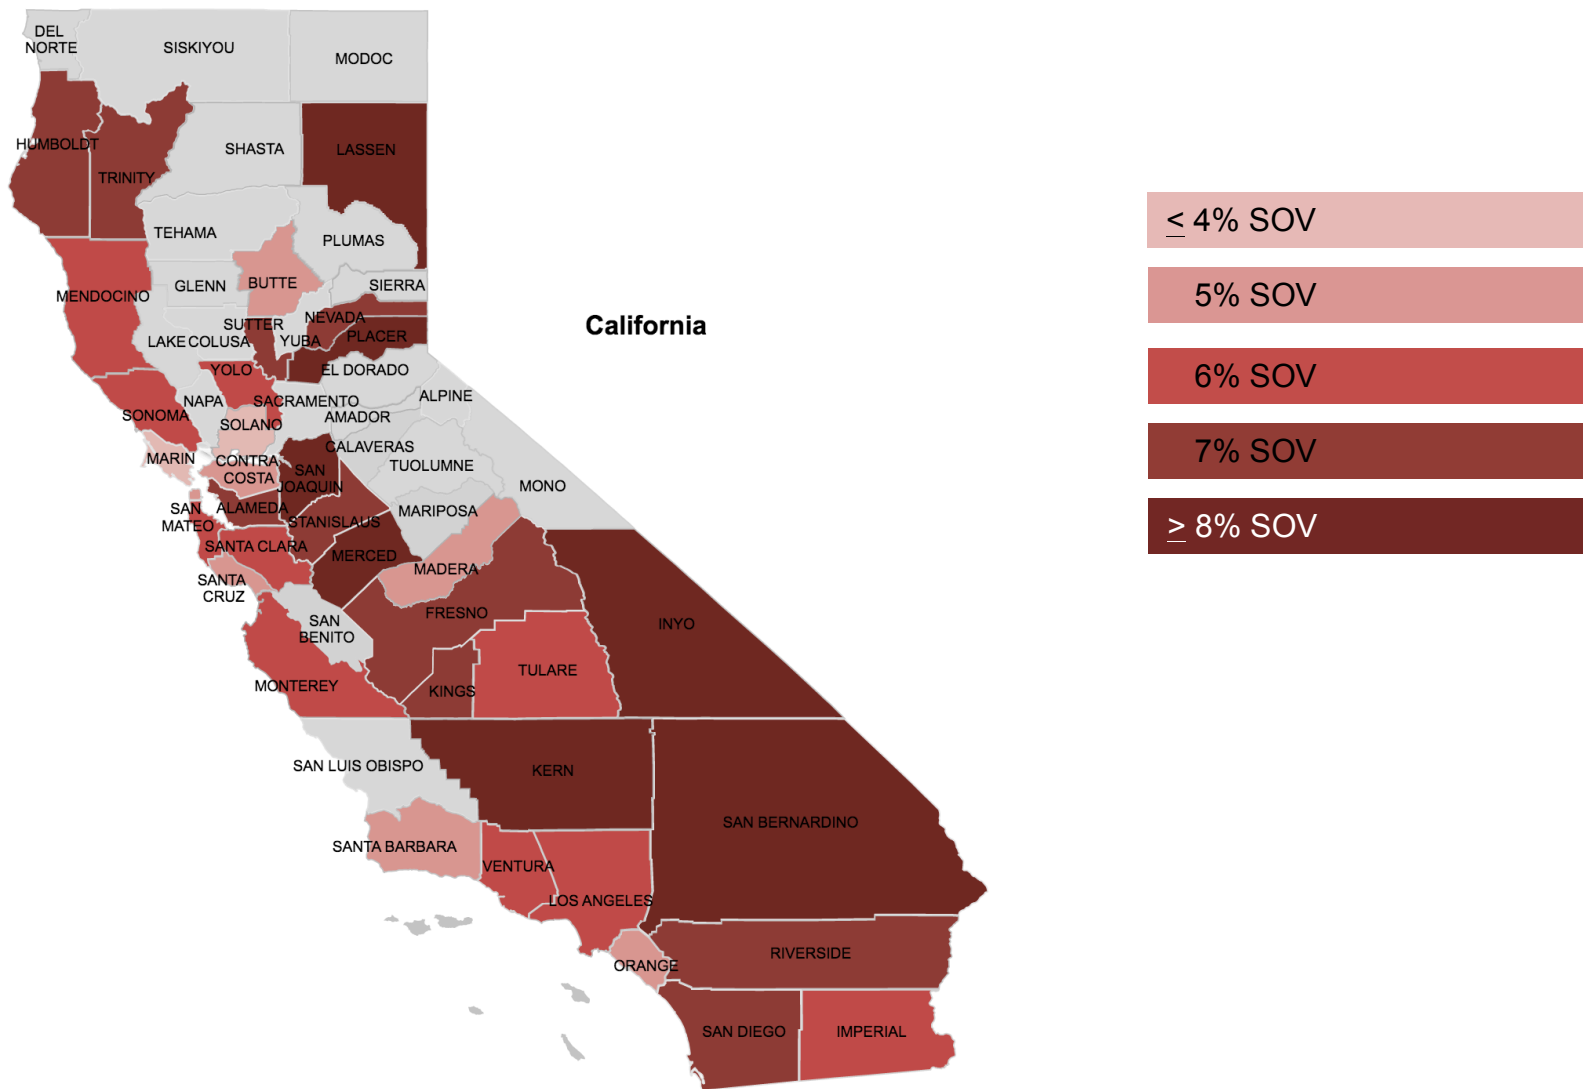 DEL
NORTE
SISKIYOU
MODOC
HUMBOLDT
TRINITY
SHASTA
LASSEN
TEHAMA
PLUMAS
GLENN
BUTTE
SIERRA
MENDOCINO
LAKE
COLUSA
SUTTER
YUBA
NEVADA
PLACER
YOLO
EL DORADO
SONOMA
NAPA
SACRAMENTO
ALPINE
SOLANO
AMADOR
MARIN
CONTRA
COSTA
SAN
JOAQUIN
CALAVERAS
TUOLUMNE
MONO
SAN
MATEO
ALAMEDA
STANISLAUS
MARIPOSA
SANTA CLARA
MERCED
MADERA
SANTA
CRUZ
SAN
BENITO
FRESNO
INYO
MONTEREY
KINGS
TULARE
SAN LUIS OBISPO
KERN
SAN BERNARDINO
SANTA BARBARA
VENTURA
LOS ANGELES
ORANGE
RIVERSIDE
SAN DIEGO
IMPERIAL
California
≤ 4% SOV
5% SOV
6% SOV
7% SOV
≥ 8% SOV